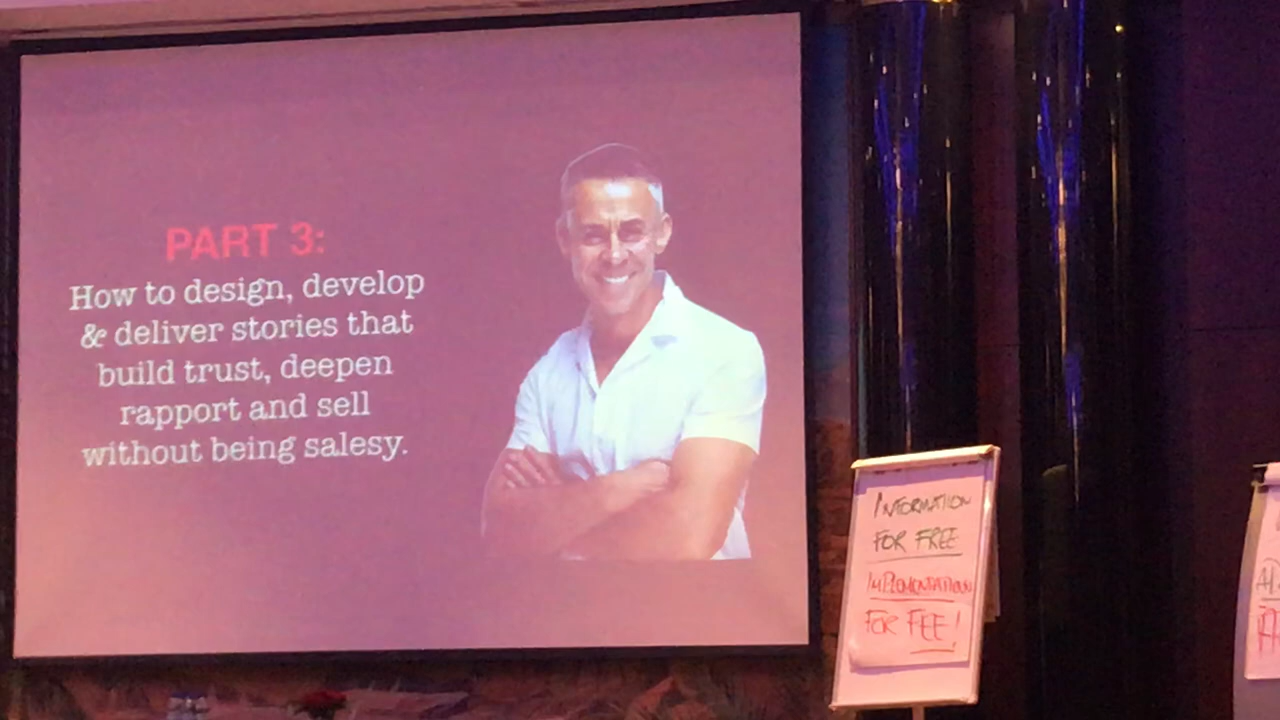 PART 3:
How to design, develop
& deliver stories that
build trust, deepen
rapport and sell
without being salesy.
INFORMATION
FOR FREE
IMPLEMENTATION
FOR FEE!